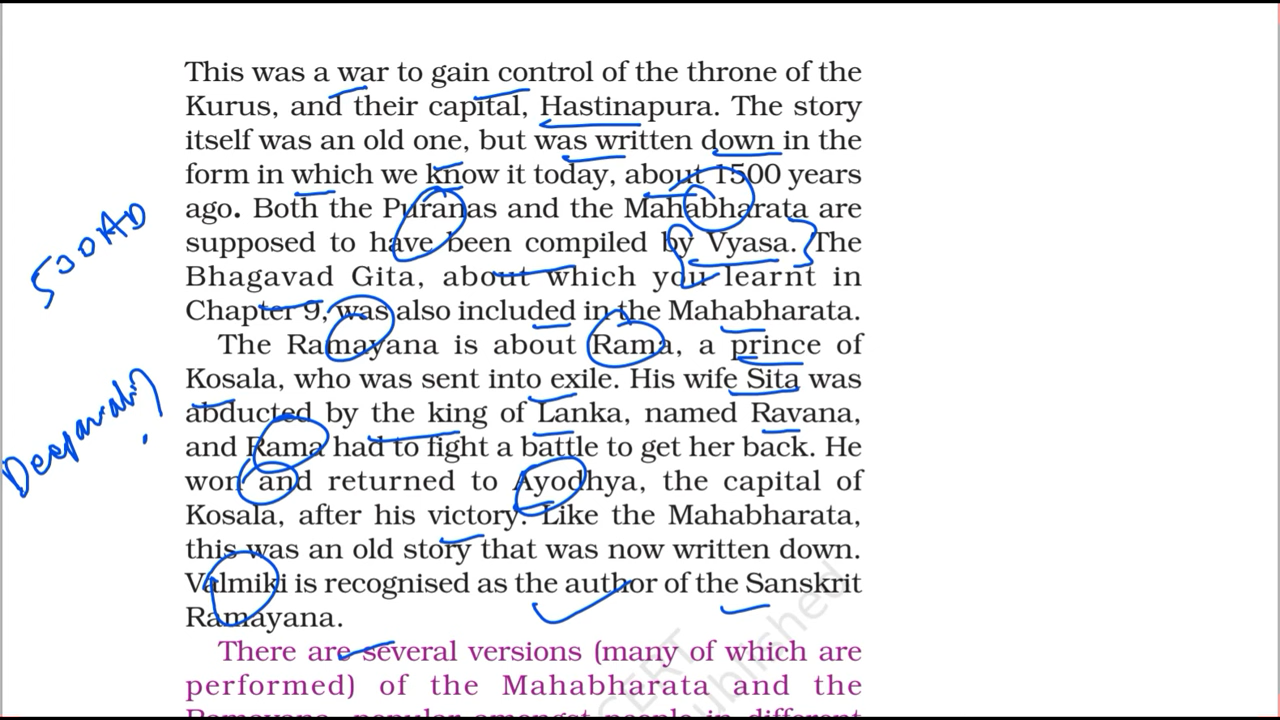 This was a war to gain control of the throne of the
Kurus, and their capital, Hastinapura. The story
itself was an old one, but was written down in the
form in which we know it today, about 1500 years
ago. Both the Puranas and the Mahabharata are
supposed to have been compiled by Vyasa. The
Bhagavad Gita, about which you learnt in
Chapter 9, was also included in the Mahabharata.
The Ramayana is about Rama, a prince of
Kosala, who was sent into exile. His wife Sita was
abducted by the king of Lanka, named Ravana,
and Rama had to fight a battle to get her back. He
won and returned to Ayodhya, the capital of
Kosala, after his victory. Like the Mahabharata,
this was an old story that was now written down.
Valmiki is recognised as the author of the Sanskrit
Ramayana.
There are several versions (many of which are
performed) of the Mahabharata and the
Ramayana, popular amongst people in different
500AD